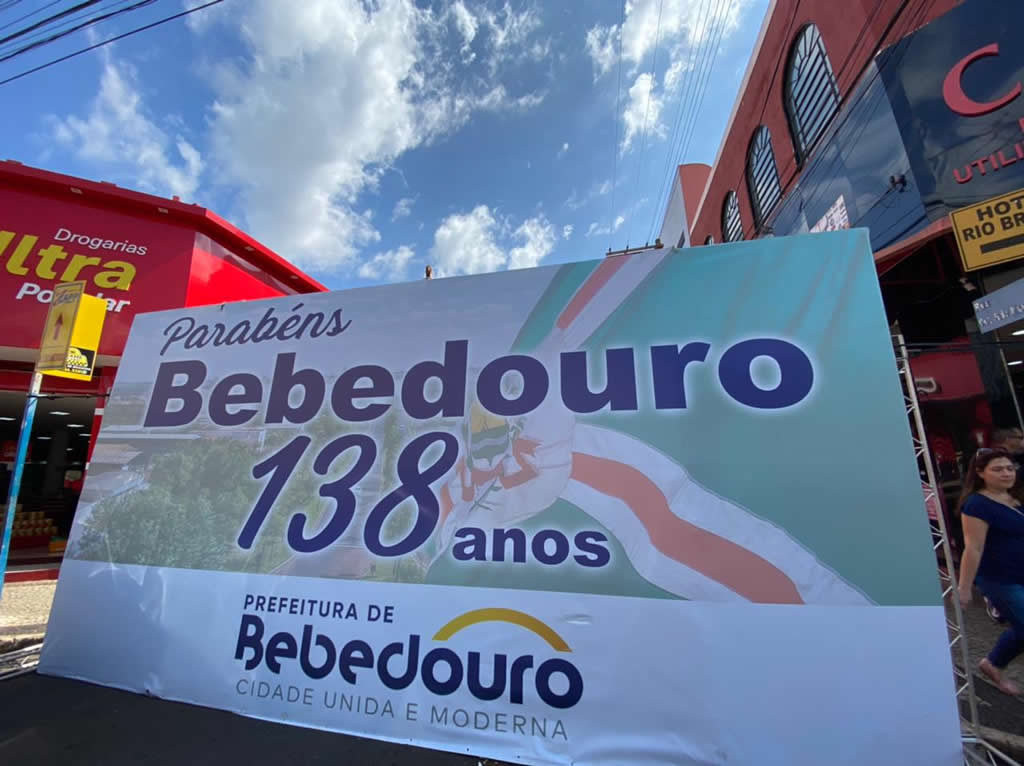 Drogarias
Ultra
Popular
Parabéns
Bebedouro
138
anos
PREFEITURA DE
Bebedouro
CIDADE UNIDA E MODERNA
C
UTILI
HOT
RIO BR